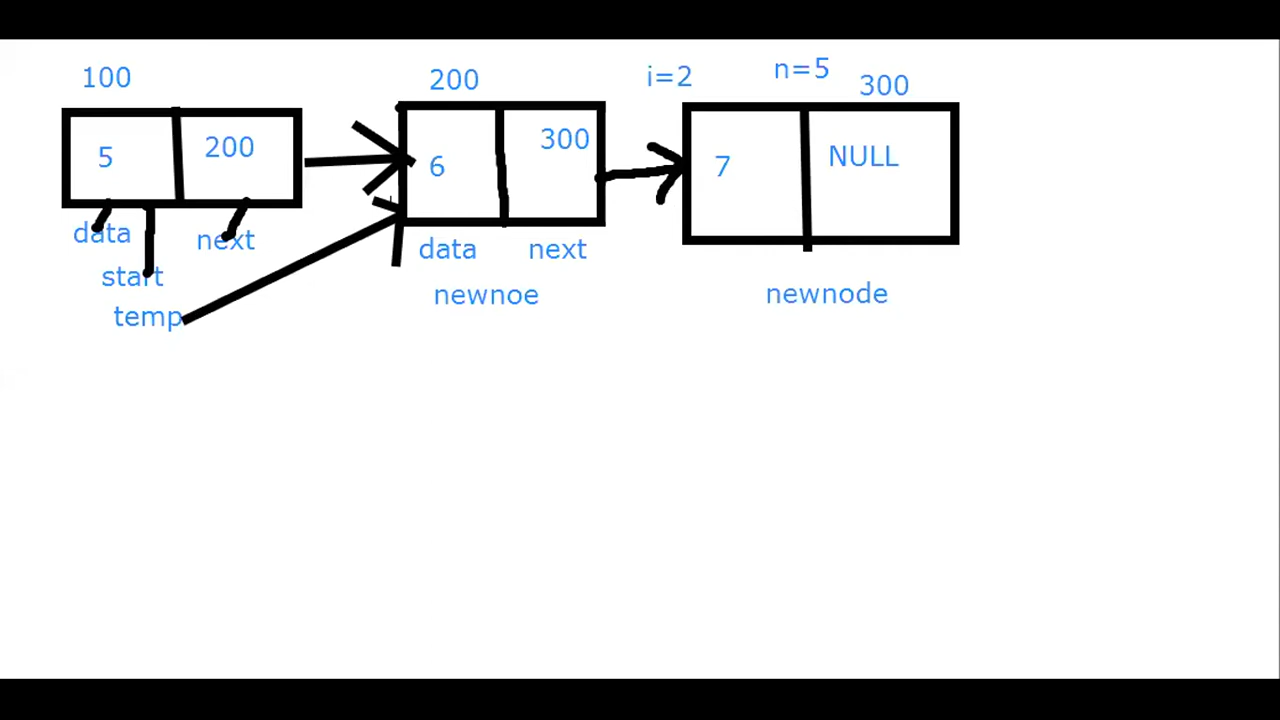 100
200
i=2
n=5
300
5
200
6
300
7
NULL
data
next
data
next
start
newnoe
newnode
temp